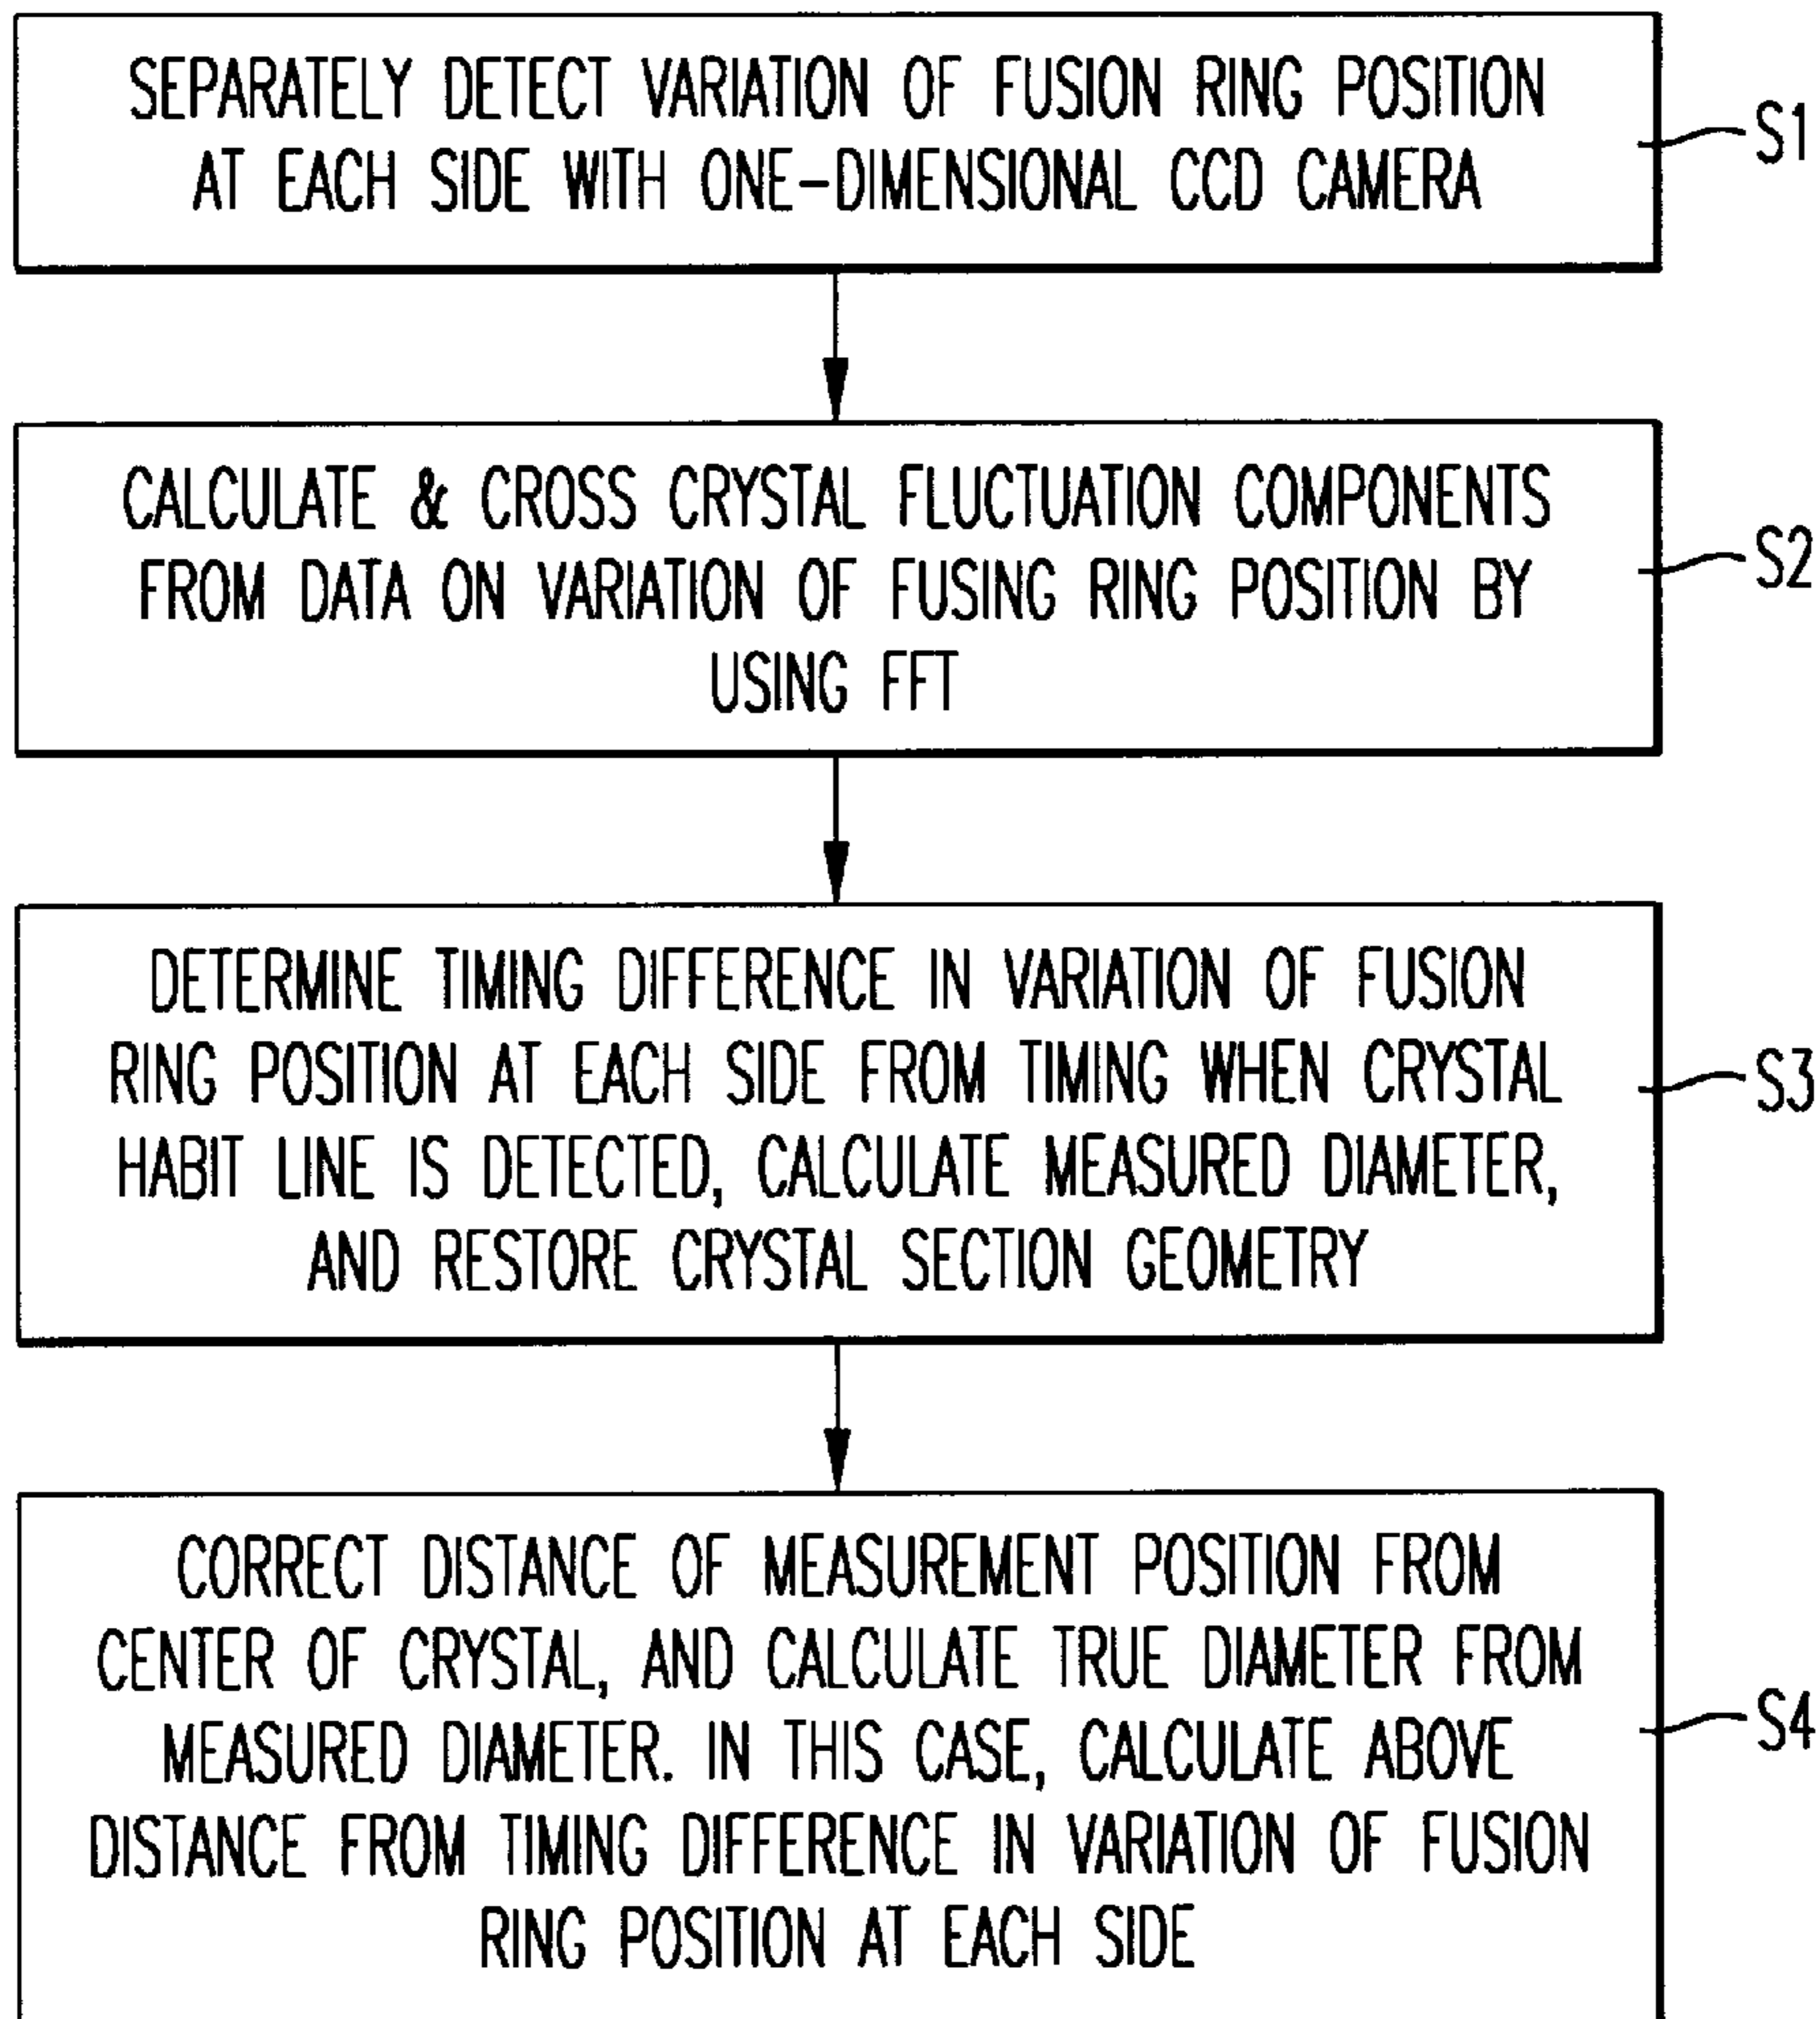 SEPARATELY DETECT VARIATION OF FUSION RING POSITION
AT EACH SIDE WITH ONE-DIMENSIONAL CCD CAMERA
S1
CALCULATE & CROSS CRYSTAL FLUCTUATION COMPONENTS
FROM DATA ON VARIATION OF FUSING RING POSITION BY
USING FFT
S2
DETERMINE TIMING DIFFERENCE IN VARIATION OF FUSION
RING POSITION AT EACH SIDE FROM TIMING WHEN CRYSTAL
HABIT LINE IS DETECTED, CALCULATE MEASURED DIAMETER,
AND RESTORE CRYSTAL SECTION GEOMETRY
S3
CORRECT DISTANCE OF MEASUREMENT POSITION FROM
CENTER OF CRYSTAL, AND CALCULATE TRUE DIAMETER FROM
MEASURED DIAMETER. IN THIS CASE, CALCULATE ABOVE
DISTANCE FROM TIMING DIFFERENCE IN VARIATION OF FUSION
RING POSITION AT EACH SIDE
S4